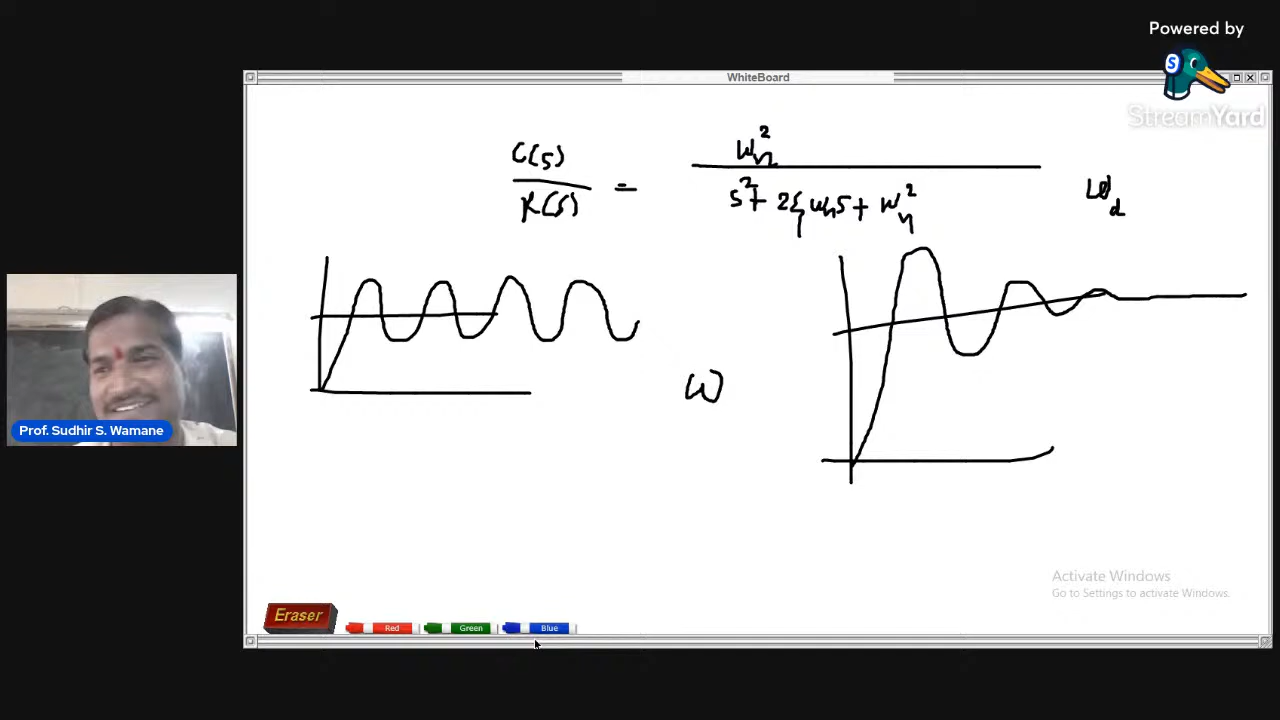 Powered by
StreamYard
WhiteBoard
C(s)
R(s)
=
ωn²
s² + 2ξωns + ωn²
ωd
ω
Prof. Sudhir S. Wamane
Activate Windows
Go to Settings to activate Windows.
Eraser
Red
Green
Blue